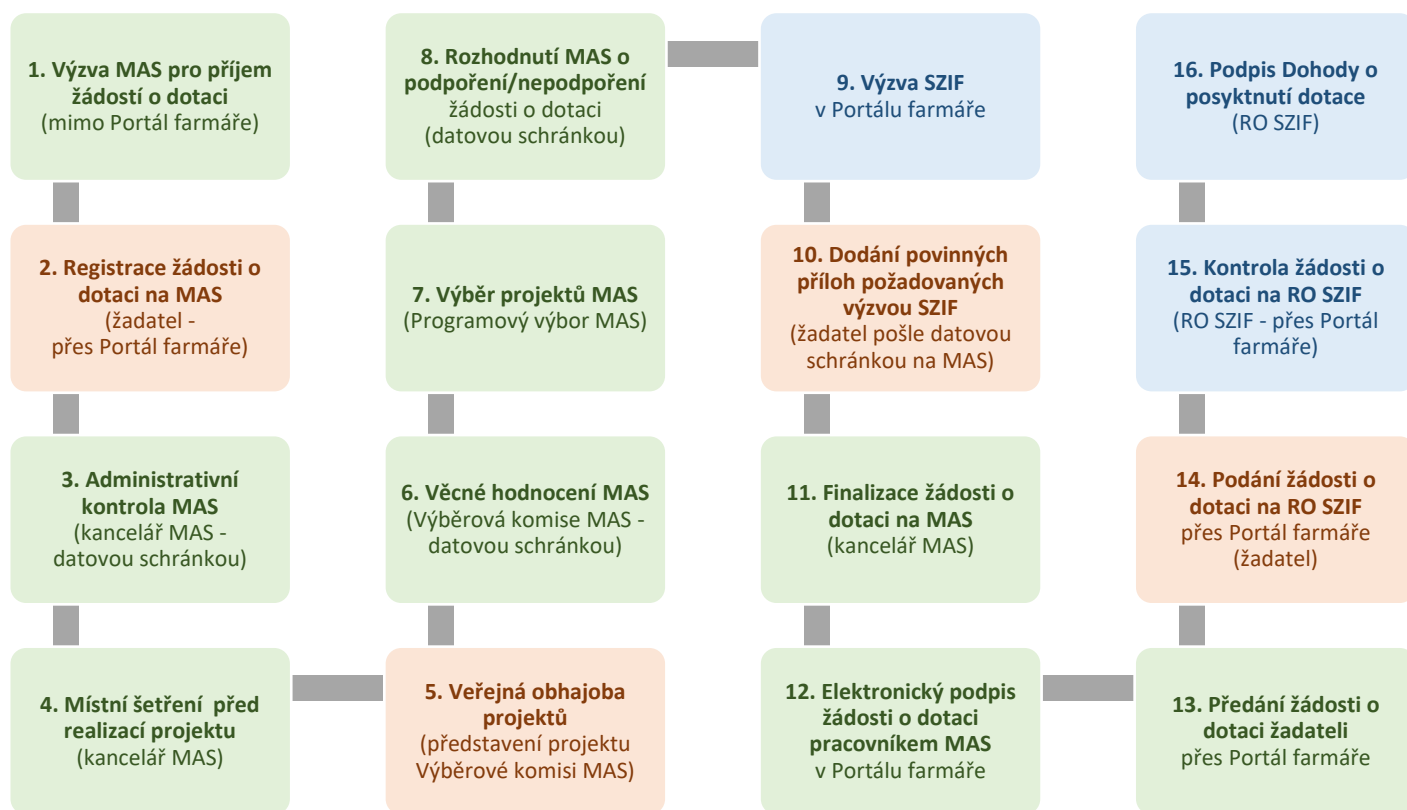 1. Výzva MAS pro příjem
žádostí o dotaci
(mimo Portál farmáře)
2. Registrace žádosti o
dotaci na MAS
(žadatel -
přes Portál farmáře)
3. Administrativní
kontrola MAS
(kancelář MAS -
datovou schránkou)
4. Místní šetření  před
realizací projektu
(kancelář MAS)
5. Veřejná obhajoba
projektů
(představení projektu
Výběrové komisi MAS)
6. Věcné hodnocení MAS
(Výběrová komise MAS -
datovou schránkou)
7. Výběr projektů MAS
(Programový výbor MAS)
8. Rozhodnutí MAS o
podpoření/nepodpoření
žádosti o dotaci
(datovou schránkou)
9. Výzva SZIF
v Portálu farmáře
10. Dodání povinných
příloh požadovaných
výzvou SZIF
(žadatel pošle datovou
schránkou na MAS)
11. Finalizace žádosti o
dotaci na MAS
(kancelář MAS)
12. Elektronický podpis
žádosti o dotaci
pracovníkem MAS
v Portálu farmáře
13. Předání žádosti o
dotaci žadateli
přes Portál farmáře
14. Podání žádosti o
dotaci na RO SZIF
přes Portál farmáře
(žadatel)
15. Kontrola žádosti o
dotaci na RO SZIF
(RO SZIF - přes Portál
farmáře)
16. Podpis Dohody o
posyktnutí dotace
(RO SZIF)